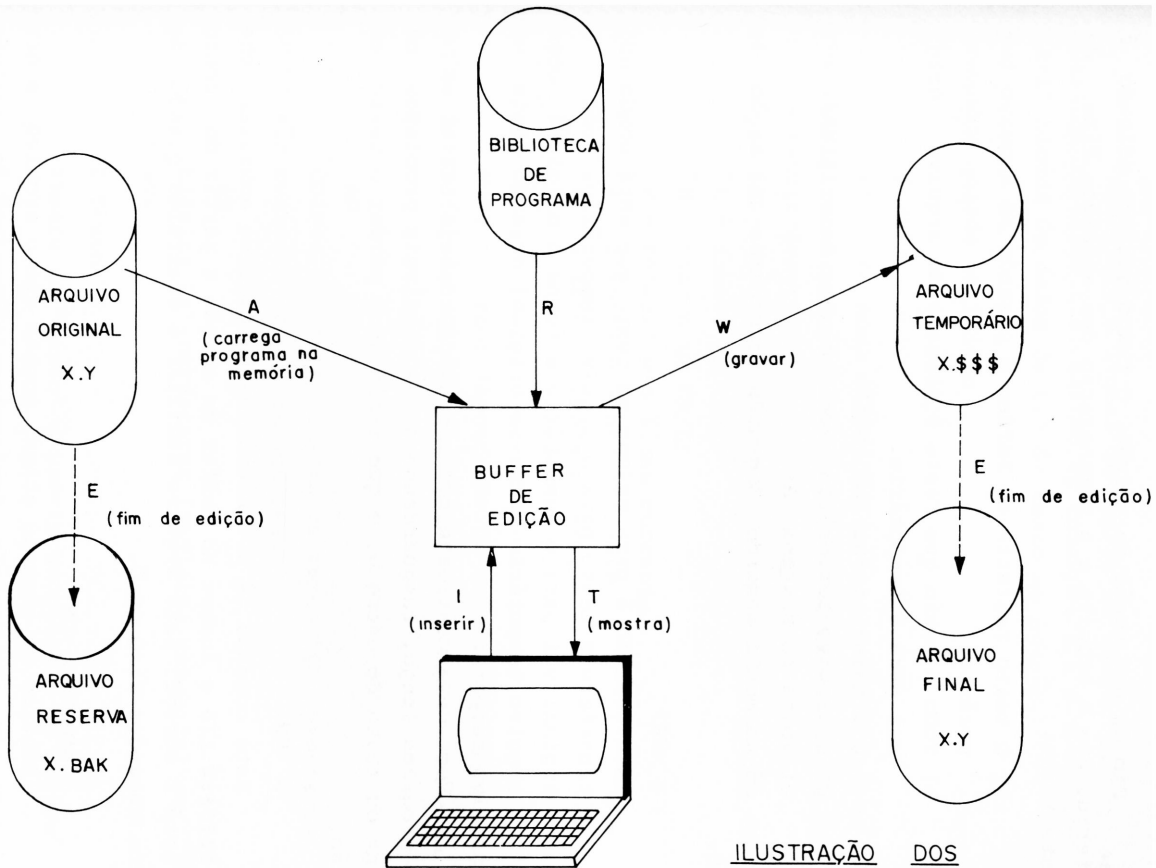 BIBLIOTECA
DE
PROGRAMA
ARQUIVO
ORIGINAL
X.Y
A
(carrega
programa na
memória)
R
W
(gravar)
ARQUIVO
TEMPORÁRIO
X.$$$
E
(fim de edição)
BUFFER
DE
EDIÇÃO
E
(fim de edição)
I
(inserir)
T
(mostra)
ARQUIVO
RESERVA
X.BAK
ARQUIVO
FINAL
X.Y
ILUSTRAÇÃO DOS